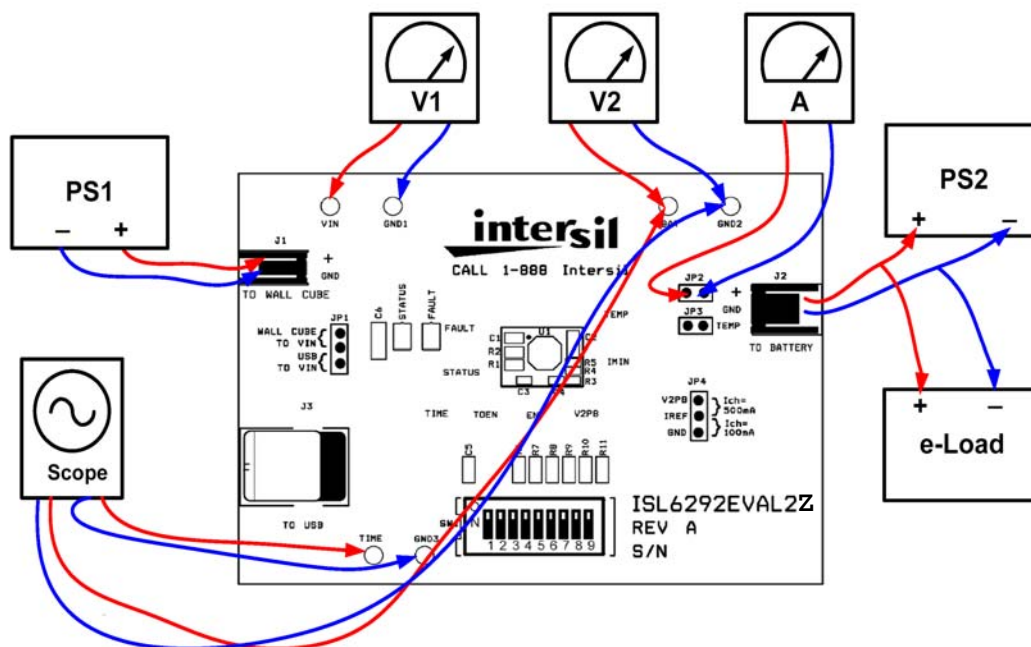 V1
V2
A
PS1
− +
PS2
+ −
VIN
GND1
GND2
intersil
CALL 1-888 Intersil
J1
+
GND
TO WALL CUBE
JP1
WALL CUBE
TO VIN
USB
TO VIN
C6
STATUS
FAULT
FAULT
TEMP
JP2
+
GND
J2
JP3
TEMP
TO BATTERY
U1
C1
R2
R1
C2
R5
R4
R3
C3
IMIN
STATUS
TIME
TOEN
V2PB
JP4
V2PB
IREF
GND
Ich=
500mA
Ich=
100mA
J3
Scope
TO USB
C5
R7
R8
R9
R10
R11
TIME
GND3
1 2 3 4 5 6 7 8 9
ISL6292EVAL2Z
REV A
S/N
+ −
e-Load